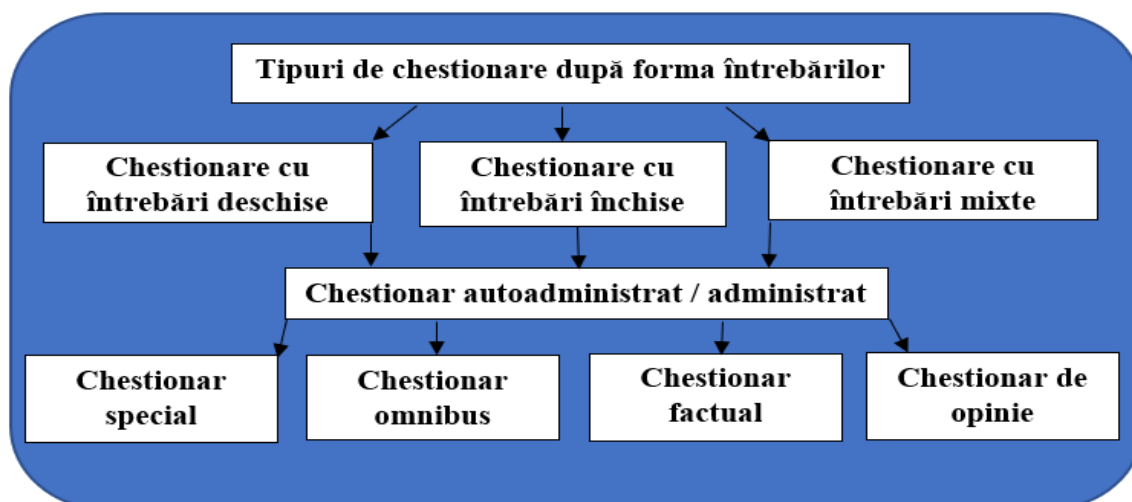 Tipuri de chestionare după forma întrebărilor
Chestionare cu
întrebări deschise
Chestionare cu
întrebări închise
Chestionare cu
întrebări mixte
Chestionar autoadministrat / administrat
Chestionar
special
Chestionar
omnibus
Chestionar
factual
Chestionar de
opinie